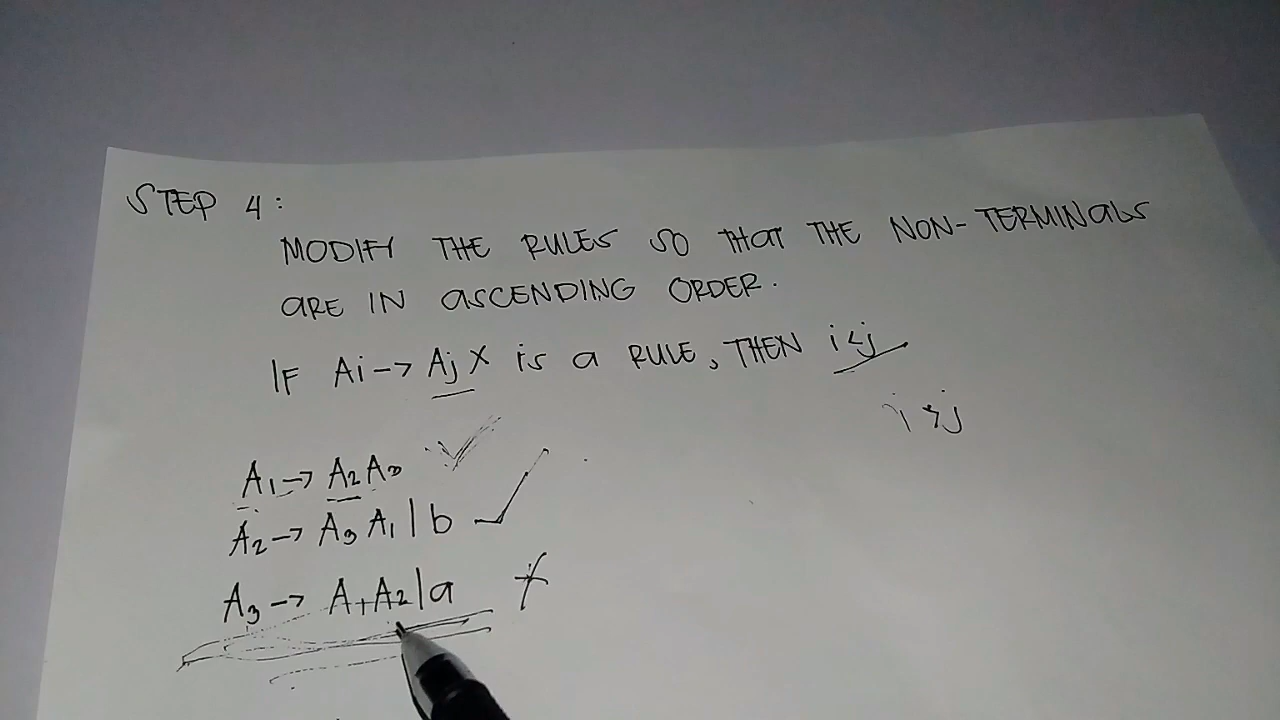 STEP 4:
MODIFY THE RULES SO THAT THE NON-TERMINALS
ARE IN ASCENDING ORDER.
IF Ai → Aj X is a RULE, THEN i<j
i>j
A1 → A2 A3 ✓
A2 → A3 A1 | b ✓
A3 → A1 A2 | a ✗